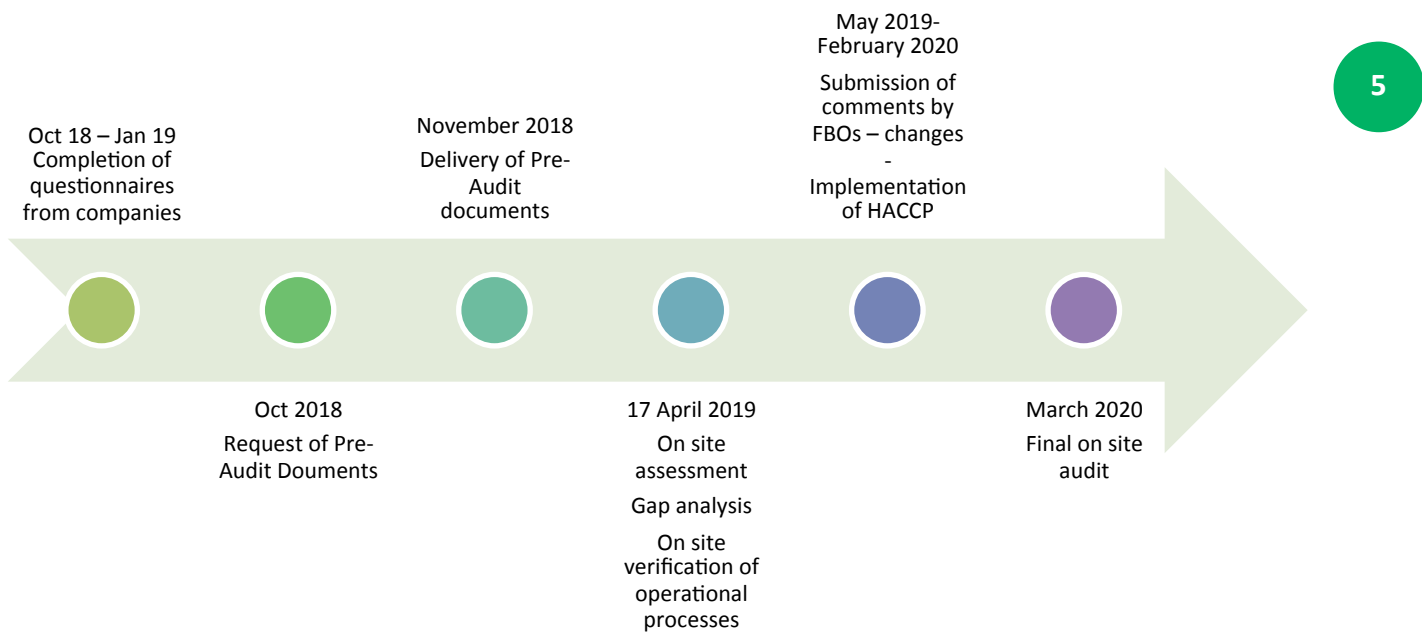 5
Oct 18 – Jan 19
Completion of
questionnaires
from companies
Oct 2018
Request of Pre-
Audit Douments
November 2018
Delivery of Pre-
Audit
documents
17 April 2019
On site
assessment
Gap analysis
On site
verification of
operational
processes
May 2019-
February 2020
Submission of
comments by
FBOs – changes
-
Implementation
of HACCP
March 2020
Final on site
audit